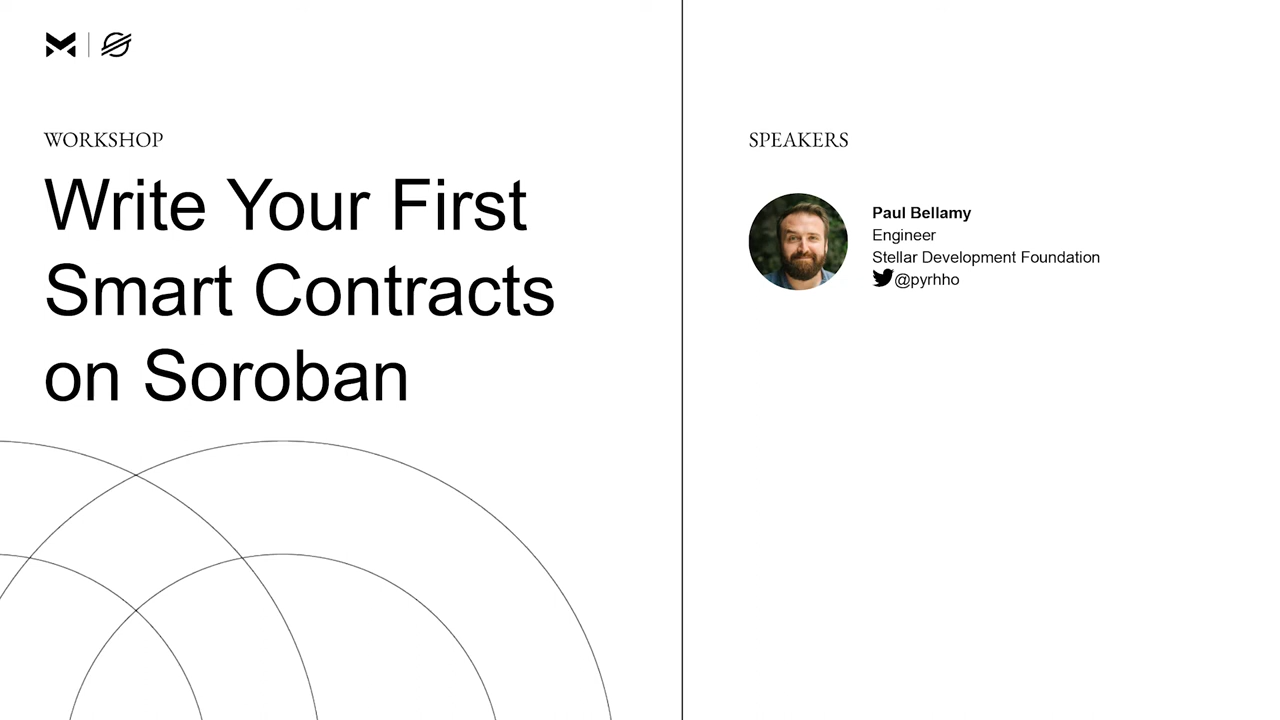 WORKSHOP
Write Your First
Smart Contracts
on Soroban
SPEAKERS
Paul Bellamy
Engineer
Stellar Development Foundation
@pyrhho